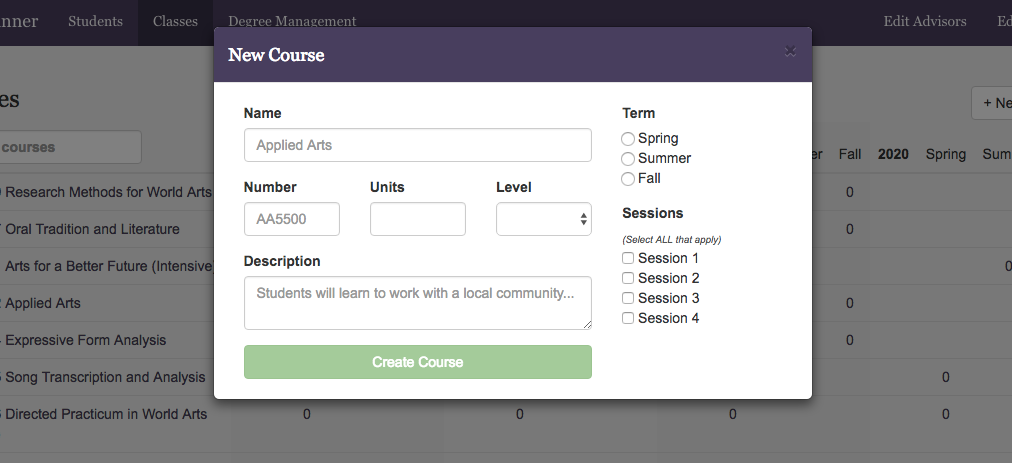 nner Students Classes Degree Management Edit Advisors Ed
New Course ×
es
+ Ne
courses
Name
Applied Arts
Number Units Level
AA5500
Description
Students will learn to work with a local community...
Create Course
Term
Spring
Summer
Fall
Sessions
(Select ALL that apply)
Session 1
Session 2
Session 3
Session 4
er Fall 2020 Spring Sum
Research Methods for World Arts 0
Oral Tradition and Literature 0
Arts for a Better Future (Intensive) 0
Applied Arts 0
Expressive Form Analysis 0
Song Transcription and Analysis 0
Directed Practicum in World Arts 0 0 0 0